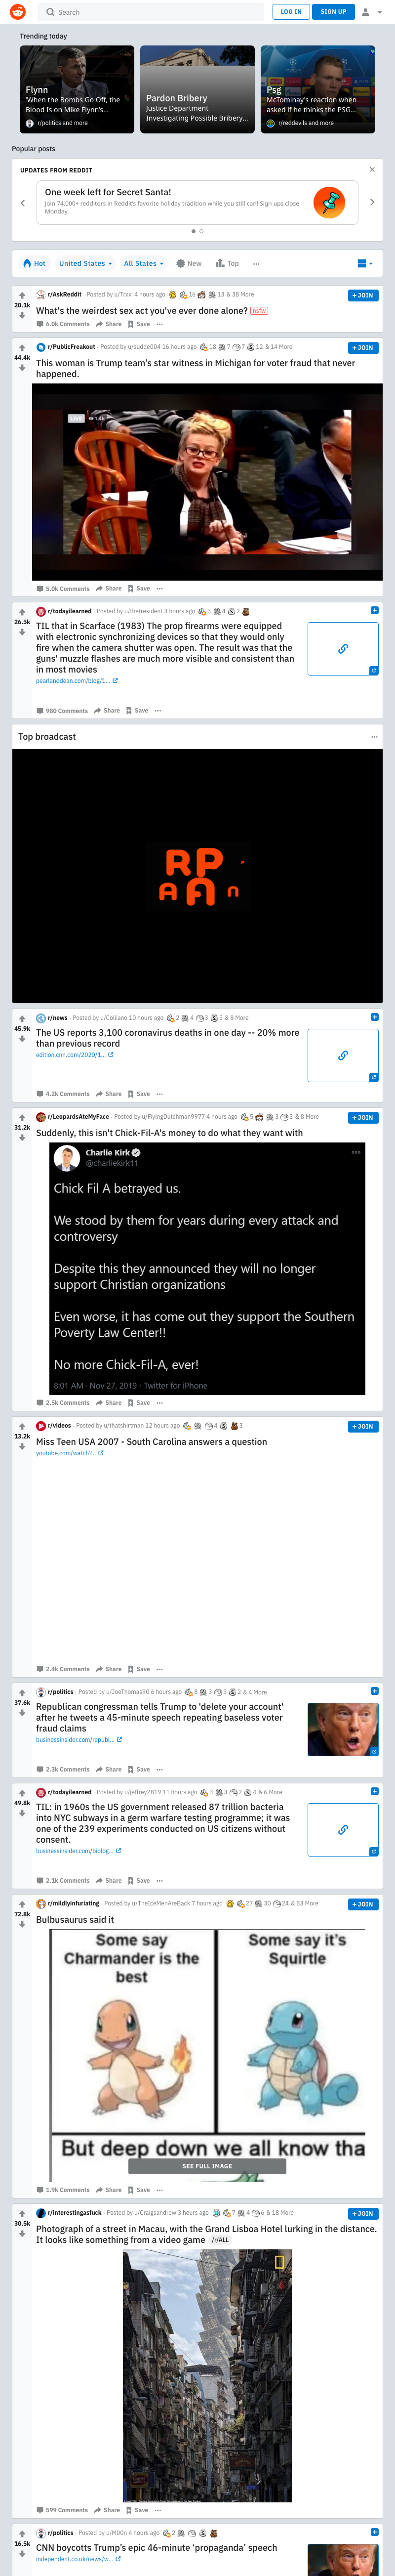 Search
LOG IN
SIGN UP
Trending today
Flynn
'When the Bombs Go Off, the
Blood Is on Mike Flynn's...
r/politics and more
Pardon Bribery
Justice Department
Investigating Possible Bribery...
Psg
McTominay's reaction when
asked if he thinks the PSG...
r/reddevils and more
Popular posts
UPDATES FROM REDDIT
One week left for Secret Santa!
Join 74,000+ redditors in Reddit's favorite holiday tradition while you still can! Sign ups close
Monday.
Hot
United States
All States
New
Top
20.1k
r/AskReddit · Posted by u/Trxxi 4 hours ago 16 13 & 38 More
+ JOIN
What's the weirdest sex act you've ever done alone? nsfw
6.0k Comments Share Save
44.4k
r/PublicFreakout · Posted by u/sudde004 16 hours ago 18 7 7 12 & 14 More
+ JOIN
This woman is Trump team's star witness in Michigan for voter fraud that never
happened.
LIVE
5.0k Comments Share Save
26.5k
r/todayilearned · Posted by u/thetresident 3 hours ago 3 4 2
TIL that in Scarface (1983) The prop firearms were equipped
with electronic synchronizing devices so that they would only
fire when the camera shutter was open. The result was that the
guns' muzzle flashes are much more visible and consistent than
in most movies
pearlanddean.com/blog/1...
980 Comments Share Save
Top broadcast
RPAAnn
45.9k
r/news · Posted by u/Colliano 10 hours ago 2 4 3 5 & 8 More
The US reports 3,100 coronavirus deaths in one day -- 20% more
than previous record
edition.cnn.com/2020/1...
4.2k Comments Share Save
31.2k
r/LeopardsAteMyFace · Posted by u/FlyingDutchman9977 4 hours ago 5 3 3 & 8 More
+ JOIN
Suddenly, this isn't Chick-Fil-A's money to do what they want with
Charlie Kirk
@charliekirk11
Chick Fil A betrayed us.
We stood by them for years during every attack and
controversy
Despite this they announced they will no longer
support Christian organizations
Even worse, it has come out they support the Southern
Poverty Law Center!!
No more Chick-Fil-A, ever!
8:01 AM · Nov 27, 2019 · Twitter for iPhone
2.5k Comments Share Save
13.2k
r/videos · Posted by u/thatshirtman 12 hours ago 4 3
+ JOIN
Miss Teen USA 2007 - South Carolina answers a question
youtube.com/watch?...
2.4k Comments Share Save
37.6k
r/politics · Posted by u/JoeThomas90 6 hours ago 8 3 5 2 & 4 More
Republican congressman tells Trump to 'delete your account'
after he tweets a 45-minute speech repeating baseless voter
fraud claims
businessinsider.com/republ...
2.3k Comments Share Save
49.8k
r/todayilearned · Posted by u/jeffrey2819 11 hours ago 3 3 2 4 & 6 More
TIL: in 1960s the US government released 87 trillion bacteria
into NYC subways in a germ warfare testing programme; it was
one of the 239 experiments conducted on US citizens without
consent.
businessinsider.com/biolog...
2.1k Comments Share Save
72.8k
r/mildlyinfuriating · Posted by u/TheIceMenAreBack 7 hours ago 27 30 24 & 53 More
+ JOIN
Bulbusaurus said it
Some say
Charmander is the
best
Some say it's
Squirtle
But deep down we all know tha
SEE FULL IMAGE
1.9k Comments Share Save
30.5k
r/interestingasfuck · Posted by u/Craigsandrew 3 hours ago 7 4 6 & 18 More
+ JOIN
Photograph of a street in Macau, with the Grand Lisboa Hotel lurking in the distance.
It looks like something from a video game /r/ALL
599 Comments Share Save
16.5k
r/politics · Posted by u/M00n 4 hours ago 2
CNN boycotts Trump's epic 46-minute 'propaganda' speech
independent.co.uk/news/w...